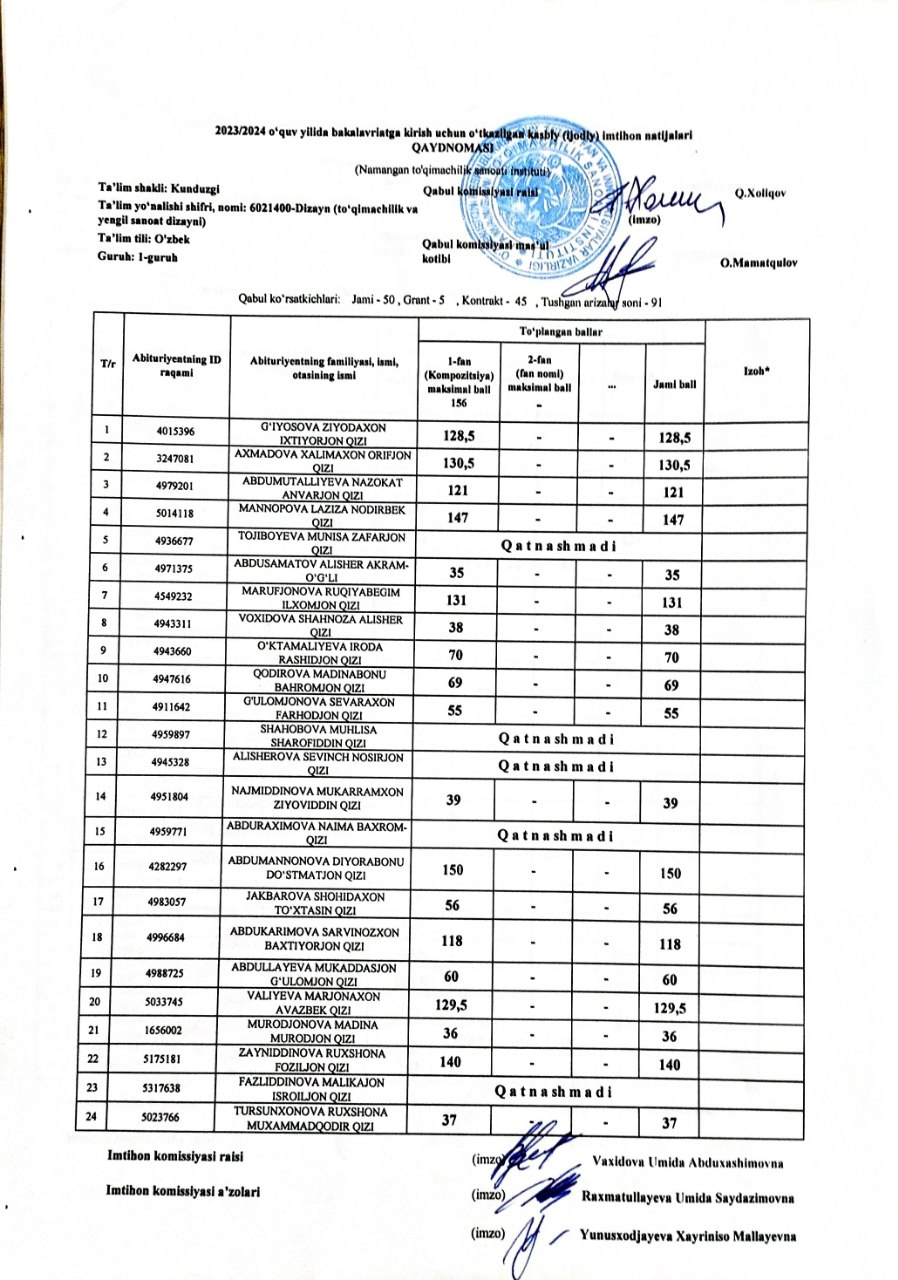 2023/2024 o‘quv yilida bakalavriatga kirish uchun o‘tkazilgan kasbiy (ijodiy) imtihon natijalari
QAYDNOMASI
(Namangan to'qimachilik sanoati instituti)
Ta’lim shakli: Kunduzgi
Qabul komissiyasi raisi
Q.Xoliqov
(imzo)
Ta’lim yo‘nalishi shifri, nomi: 6021400-Dizayn (to‘qimachilik va
yengil sanoat dizayni)
Ta’lim tili: O‘zbek
Guruh: 1-guruh
Qabul komissiyasi mas’ul
kotibi
O.Mamatqulov
Qabul ko‘rsatkichlari: Jami - 50 , Grant - 5 , Kontrakt - 45 , Tushgan arizalar soni - 91
T/r
Abituriyentning ID
raqami
Abituriyentning familiyasi, ismi,
otasining ismi
To‘plangan ballar
1-fan
(Kompozitsiya)
maksimal ball
156
2-fan
(fan nomi)
maksimal ball
-
...
Jami ball
Izoh*
1 4015396 G‘IYOSOVA ZIYODAXON
IXTIYORJON QIZI 128,5 - - 128,5
2 3247081 AXMADOVA XALIMAXON ORIFJON
QIZI 130,5 - - 130,5
3 4979201 ABDUMUTALLIYEVA NAZOKAT
ANVARJON QIZI 121 - - 121
4 5014118 MANNOPOVA LAZIZA NODIRBEK
QIZI 147 - - 147
5 4936677 TOJIBOYEVA MUNISA ZAFARJON
QIZI Qatnashmadi
6 4971375 ABDUSAMATOV ALISHER AKRAM-
O‘G‘LI 35 - - 35
7 4549232 MARUFJONOVA RUQIYABEGIM
ILXOMJON QIZI 131 - - 131
8 4943311 VOXIDOVA SHAHNOZA ALISHER
QIZI 38 - - 38
9 4943660 O‘KTAMALIYEVA IRODA
RASHIDJON QIZI 70 - - 70
10 4947616 QODIROVA MADINABONU
BAHROMJON QIZI 69 - - 69
11 4911642 G'ULOMJONOVA SEVARAXON
FARHODJON QIZI 55 - - 55
12 4959897 SHAHOBOVA MUHLISA
SHAROFIDDIN QIZI Qatnashmadi
13 4945328 ALISHEROVA SEVINCH NOSIRJON
QIZI Qatnashmadi
14 4951804 NAJMIDDINOVA MUKARRAMXON
ZIYOVIDDIN QIZI 39 - - 39
15 4959771 ABDURAXIMOVA NAIMA BAXROM-
QIZI Qatnashmadi
16 4282297 ABDUMANNONOVA DIYORABONU
DO‘STMATJON QIZI 150 - - 150
17 4983057 JAKBAROVA SHOHIDAXON
TO‘XTASIN QIZI 56 - - 56
18 4996684 ABDUKARIMOVA SARVINOZXON
BAXTIYORJON QIZI 118 - - 118
19 4988725 ABDULLAYEVA MUKADDASJON
G‘ULOMJON QIZI 60 - - 60
20 5033745 VALIYEVA MARJONAXON
AVAZBEK QIZI 129,5 - - 129,5
21 1656002 MURODJONOVA MADINA
MURODJON QIZI 36 - - 36
22 5175181 ZAYNIDDINOVA RUXSHONA
FOZILJON QIZI 140 - - 140
23 5317638 FAZLIDDINOVA MALIKAJON
ISROILJON QIZI Qatnashmadi
24 5023766 TURSUNXONOVA RUXSHONA
MUXAMMADQODIR QIZI 37 - - 37
Imtihon komissiyasi raisi (imzo) Vaxidova Umida Abduxashimovna
Imtihon komissiyasi a’zolari (imzo) Raxmatullayeva Umida Saydazimovna
(imzo) Yunusxodjayeva Xayriniso Mallayevna